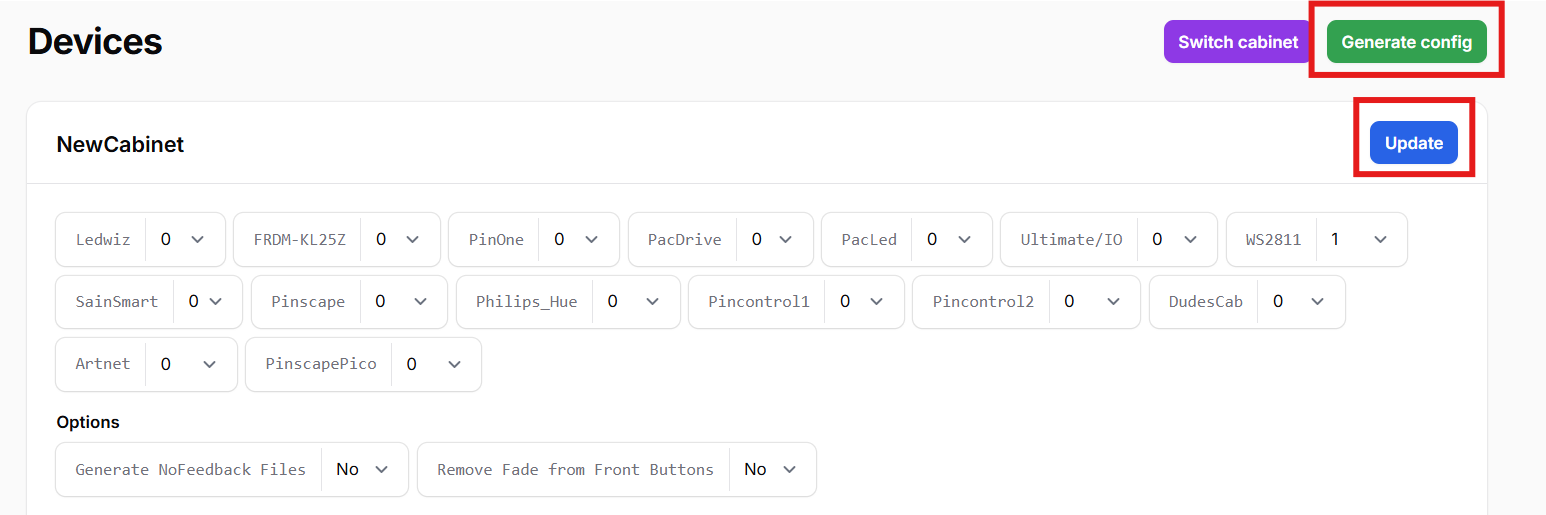 Devices Switch cabinet Generate config
NewCabinet Update
Ledwiz 0 FRDM-KL25Z 0 PinOne 0 PacDrive 0 PacLed 0 Ultimate/IO 0 WS2811 1
SainSmart 0 Pinscape 0 Philips_Hue 0 Pincontrol1 0 Pincontrol2 0 DudesCab 0
Artnet 0 PinscapePico 0
Options
Generate NoFeedback Files No Remove Fade from Front Buttons No